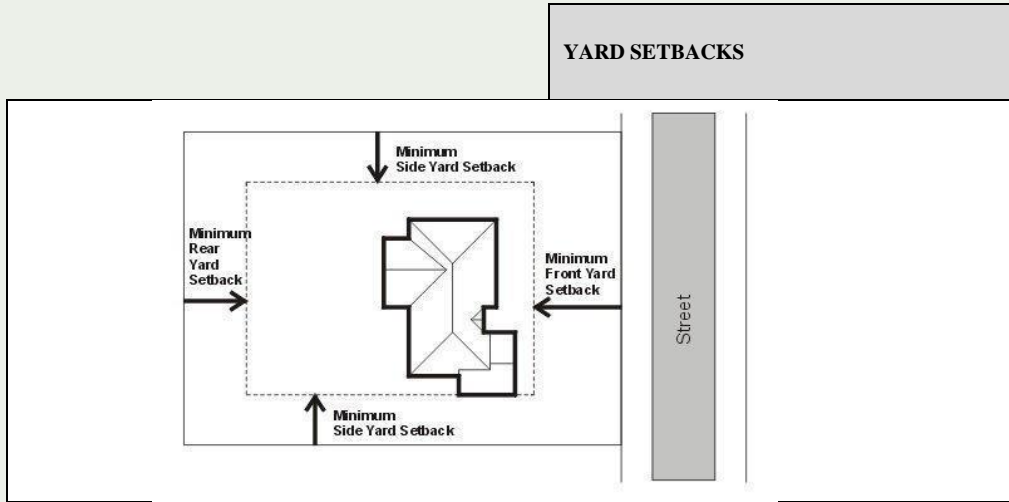 YARD SETBACKS
Minimum
Side Yard Setback
Minimum
Rear
Yard
Setback
Minimum
Front Yard
Setback
Street
Minimum
Side Yard Setback